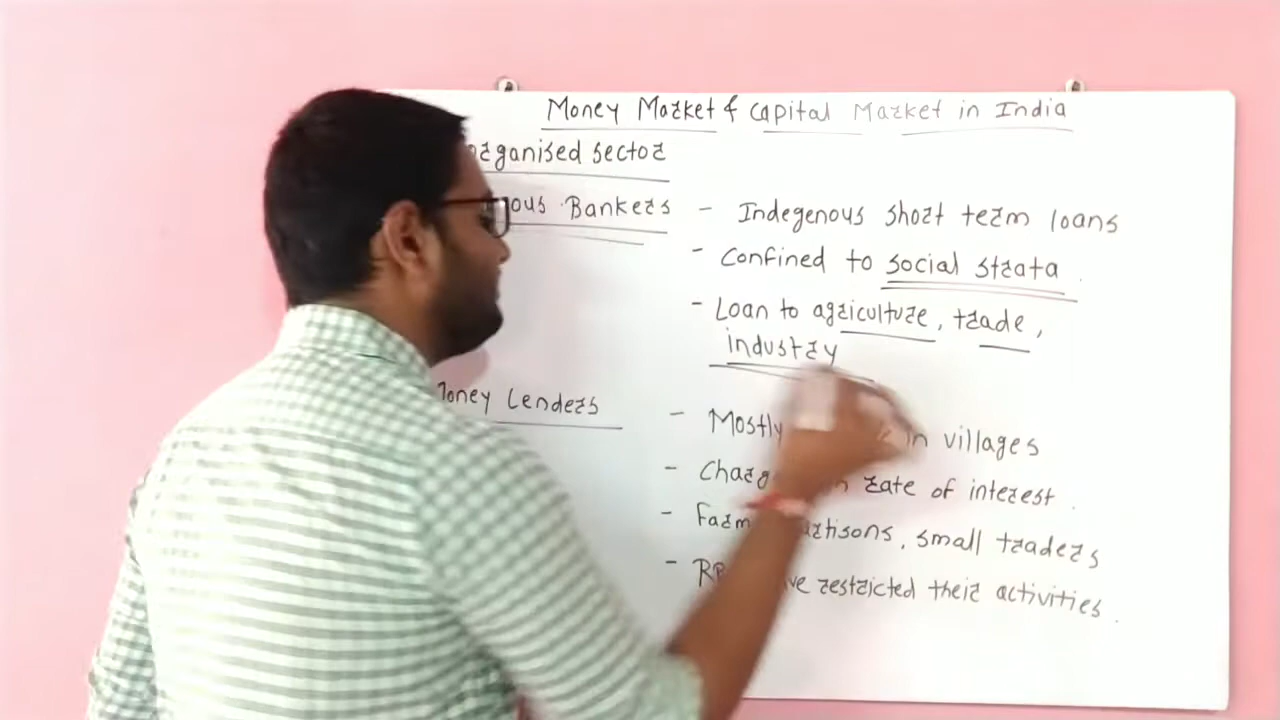 Money Market & Capital Market in India
organised sector
Bankers - Indegenous short term loans
- Confined to social strata
- Loan to agriculture, trade,
industry
Money Lenders - Mostly in villages
- rate of interest.
- artisons, small traders
- restricted their activities.